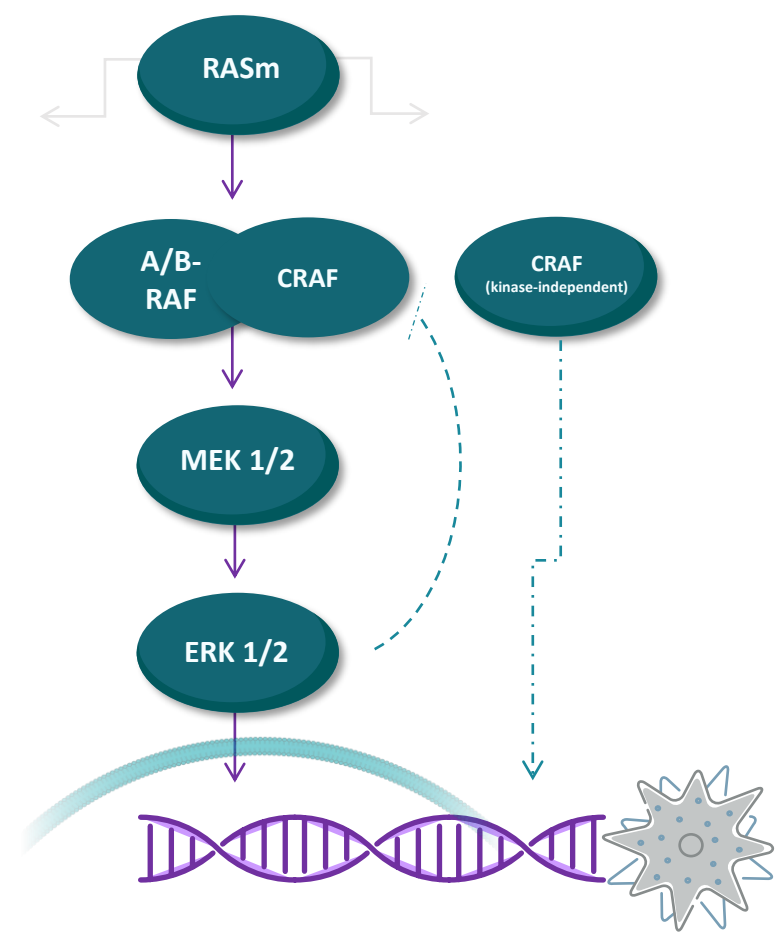 RASm
A/B-
RAF
CRAF
CRAF
(kinase-independent)
MEK 1/2
ERK 1/2